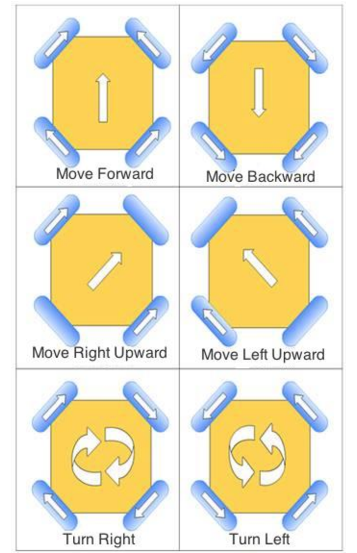 Move Forward
Move Backward
Move Right Upward
Move Left Upward
Turn Right
Turn Left